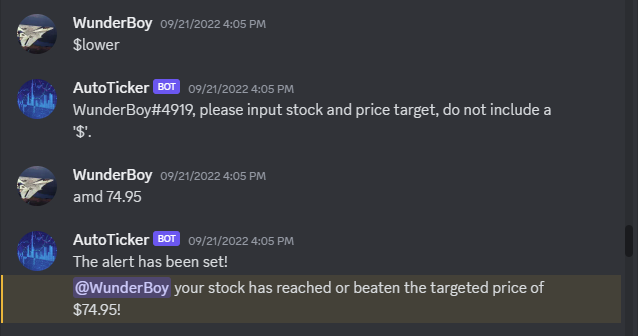 WunderBoy 09/21/2022 4:05 PM
$lower
AutoTicker BOT 09/21/2022 4:05 PM
WunderBoy#4919, please input stock and price target, do not include a
'$'.
WunderBoy 09/21/2022 4:05 PM
amd 74.95
AutoTicker BOT 09/21/2022 4:05 PM
The alert has been set!
@WunderBoy your stock has reached or beaten the targeted price of
$74.95!